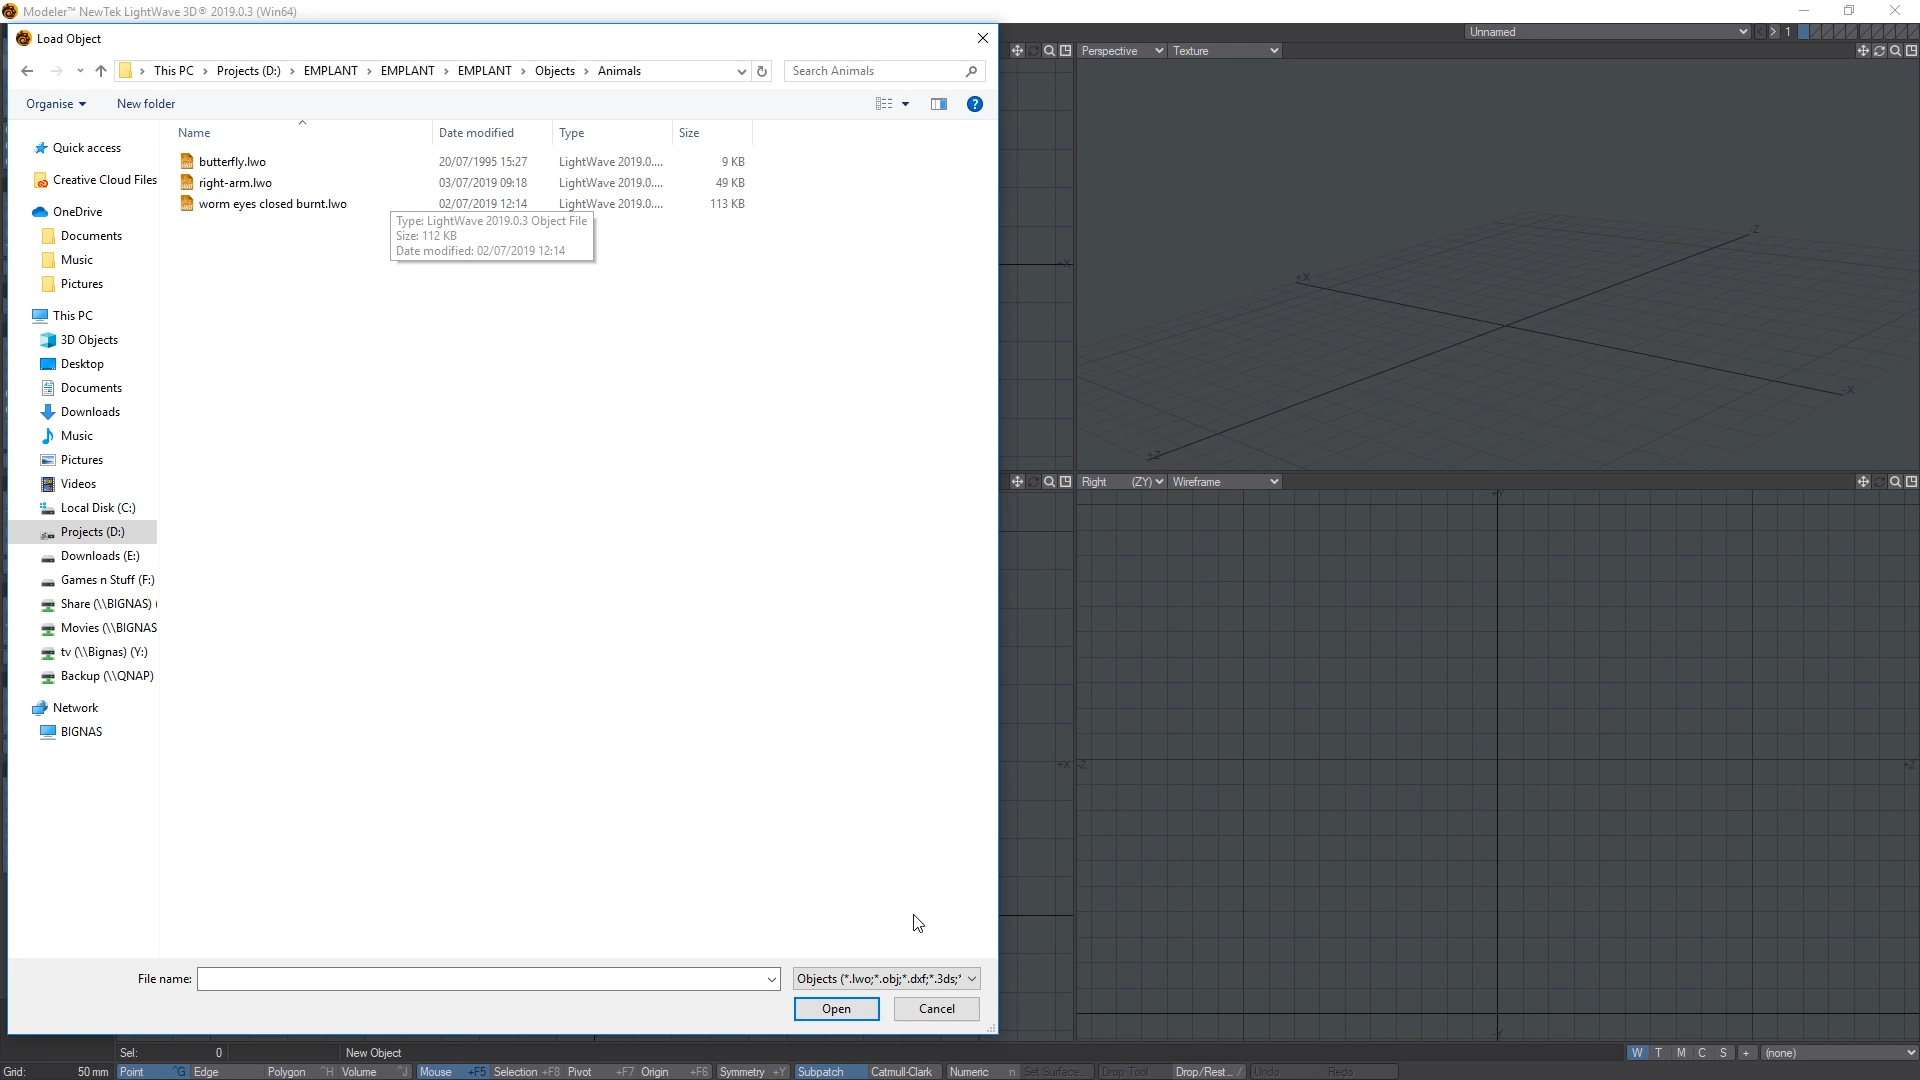 Modeler™ NewTek LightWave 3D® 2019.0.3 (Win64)
Load Object
Unnamed
1
This PC > Projects (D:) > EMPLANT > EMPLANT > EMPLANT > Objects > Animals
Search Animals
Perspective
Texture
Organise
New folder
Name
Date modified
Type
Size
butterfly.lwo 20/07/1995 15:27 LightWave 2019.0.... 9 KB
right-arm.lwo 03/07/2019 09:18 LightWave 2019.0.... 49 KB
worm eyes closed burnt.lwo 02/07/2019 12:14 LightWave 2019.0.... 113 KB
Type: LightWave 2019.0.3 Object File
Size: 112 KB
Date modified: 02/07/2019 12:14
Quick access
Creative Cloud Files
OneDrive
Documents
Music
Pictures
This PC
3D Objects
Desktop
Documents
Downloads
Music
Pictures
Videos
Local Disk (C:)
Projects (D:)
Downloads (E:)
Games n Stuff (F:)
Share (\\BIGNAS) (
Movies (\\BIGNAS
tv (\\Bignas) (Y:)
Backup (\\QNAP)
Network
BIGNAS
-Z
+X
-X
+Z
Right (ZY)
Wireframe
File name:
Objects (*.lwo;*.obj;*.dxf;*.3ds;*
Open
Cancel
Sel: 0
New Object
W T M C S + (none)
Grid: 50 mm Point ^G Edge Polygon ^H Volume ^J Mouse +F5 Selection +F8 Pivot +F7 Origin +F6 Symmetry +Y Subpatch Catmull-Clark Numeric n Set Surface... Drop Tool Drop/Rest... / Undo Redo